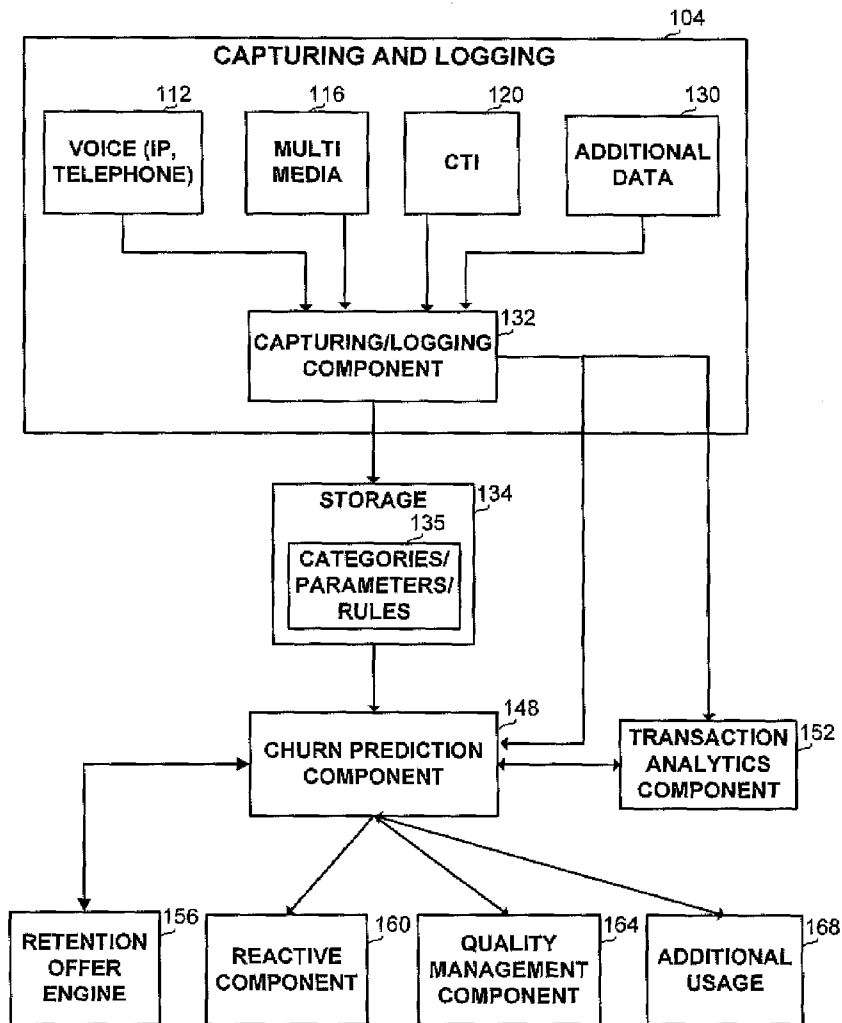 104
CAPTURING AND LOGGING
112
116
120
130
VOICE (IP,
TELEPHONE)
MULTI
MEDIA
CTI
ADDITIONAL
DATA
132
CAPTURING/LOGGING
COMPONENT
STORAGE
134
135
CATEGORIES/
PARAMETERS/
RULES
148
CHURN PREDICTION
COMPONENT
152
TRANSACTION
ANALYTICS
COMPONENT
156
RETENTION
OFFER
ENGINE
160
REACTIVE
COMPONENT
164
QUALITY
MANAGEMENT
COMPONENT
168
ADDITIONAL
USAGE